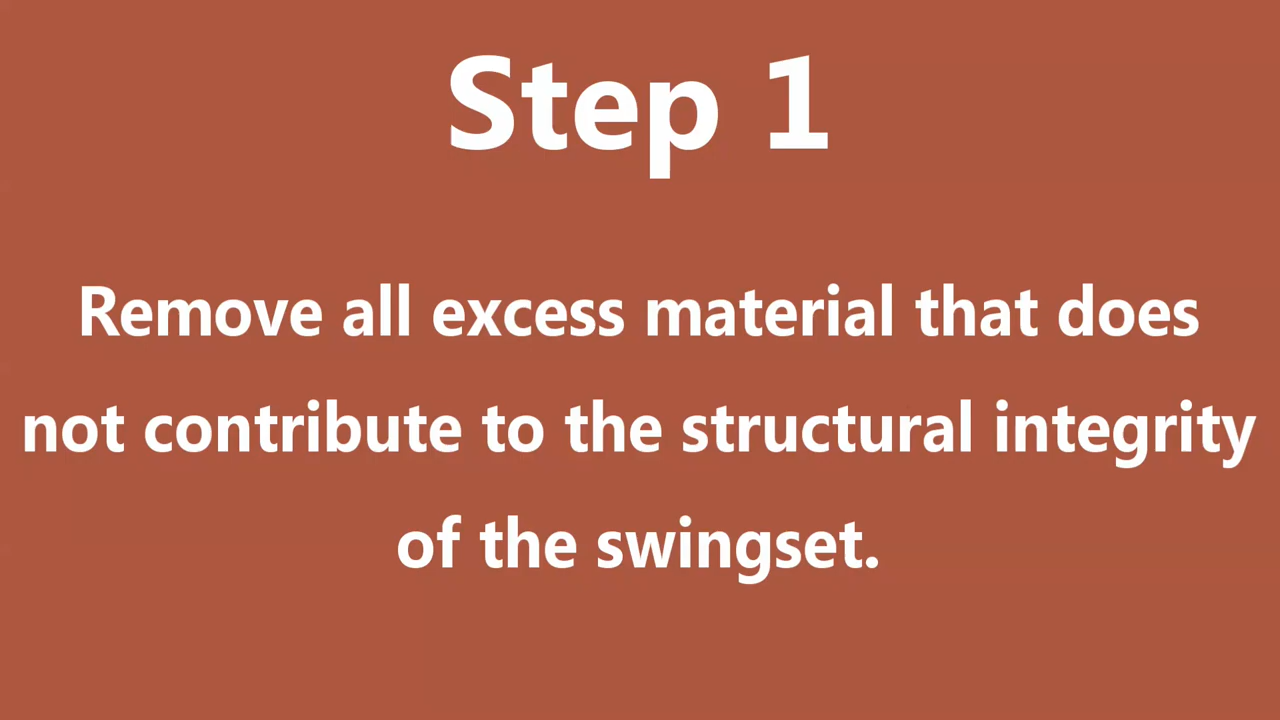 Step 1
Remove all excess material that does
not contribute to the structural integrity
of the swingset.